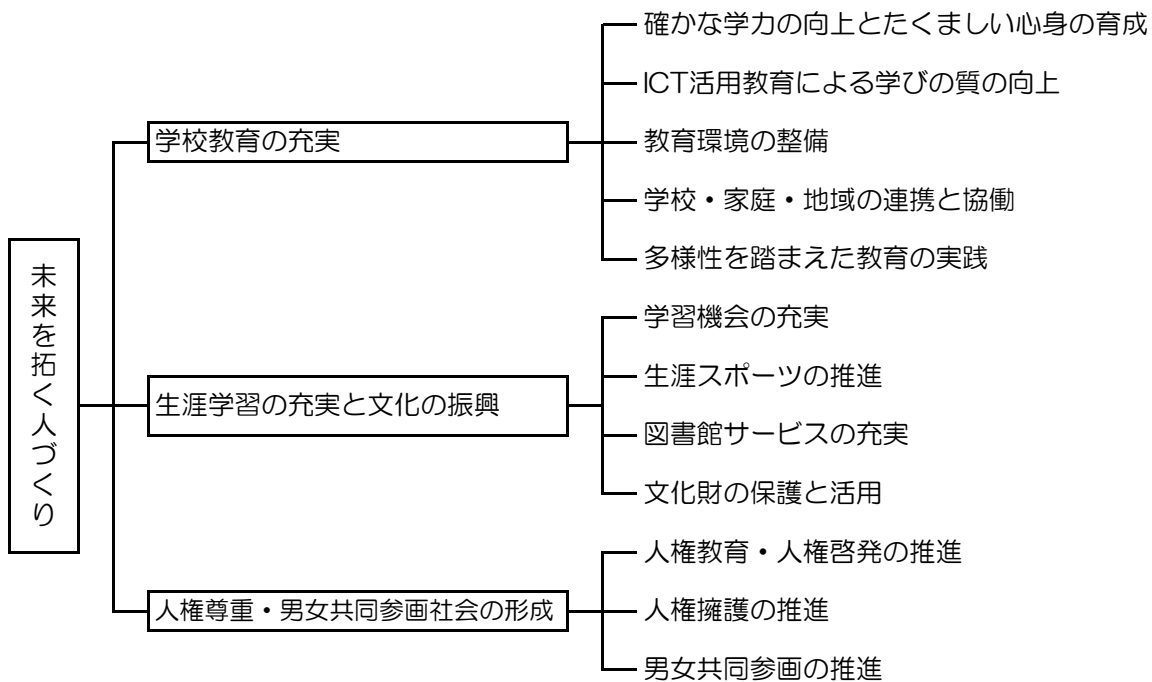 未来を拓く人づくり
学校教育の充実
確かな学力の向上とたくましい心身の育成
ICT活用教育による学びの質の向上
教育環境の整備
学校・家庭・地域の連携と協働
多様性を踏まえた教育の実践
生涯学習の充実と文化の振興
学習機会の充実
生涯スポーツの推進
図書館サービスの充実
文化財の保護と活用
人権尊重・男女共同参画社会の形成
人権教育・人権啓発の推進
人権擁護の推進
男女共同参画の推進